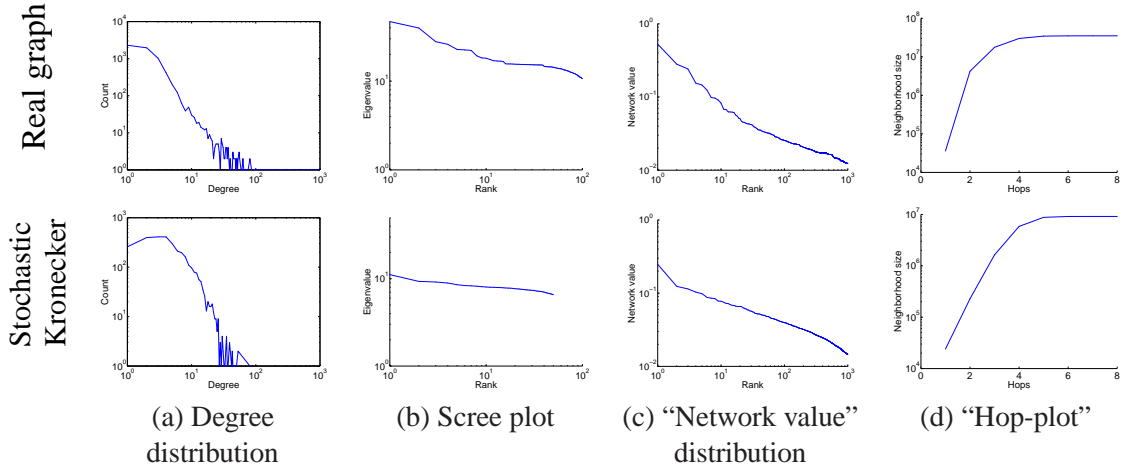 Real graph
10^4
10^3
10^2
10^1
10^0
Count
10^0 10^1 10^2 10^3
Degree
10^1
10^0
Eigenvalue
10^0 10^1 10^2
Rank
10^0
10^-1
10^-2
Network value
10^0 10^1 10^2 10^3
Rank
10^8
10^7
10^6
10^5
10^4
Neighborhood size
0 2 4 6 8
Hops
Stochastic
Kronecker
10^3
10^2
10^1
10^0
Count
10^0 10^1 10^2 10^3
Degree
10^1
10^0
Eigenvalue
10^0 10^1 10^2
Rank
10^0
10^-1
10^-2
Network value
10^0 10^1 10^2 10^3
Rank
10^7
10^6
10^5
10^4
Neighborhood size
0 2 4 6 8
Hops
(a) Degree
distribution
(b) Scree plot
(c) “Network value”
distribution
(d) “Hop-plot”